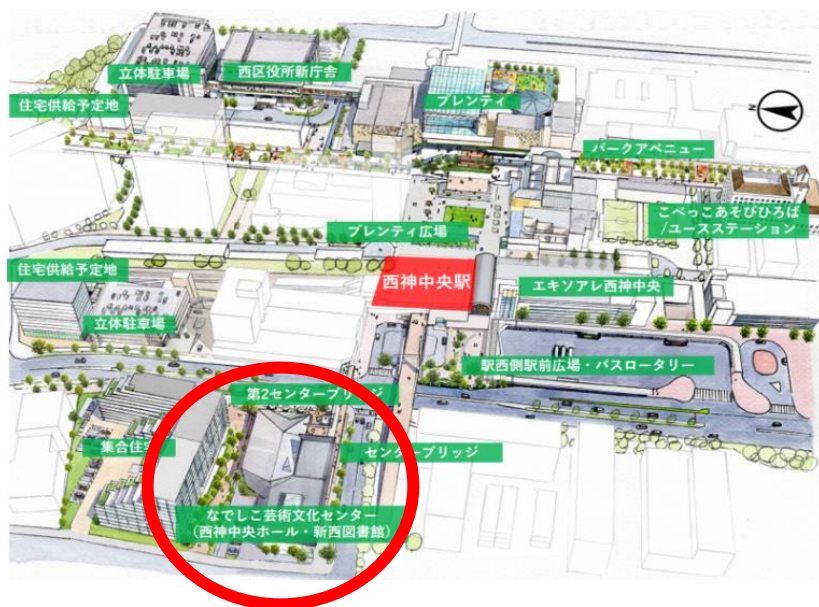 立体駐車場
西区役所新庁舎
住宅供給予定地
プレンティ
N
パークアベニュー
こべっこあそびひろば
/ユースステーション
プレンティ広場
住宅供給予定地
西神中央駅
エキソアレ西神中央
立体駐車場
駅西側駅前広場・バスロータリー
第2センターブリッジ
集合住宅
センターブリッジ
なでしこ芸術文化センター
(西神中央ホール・新西図書館)